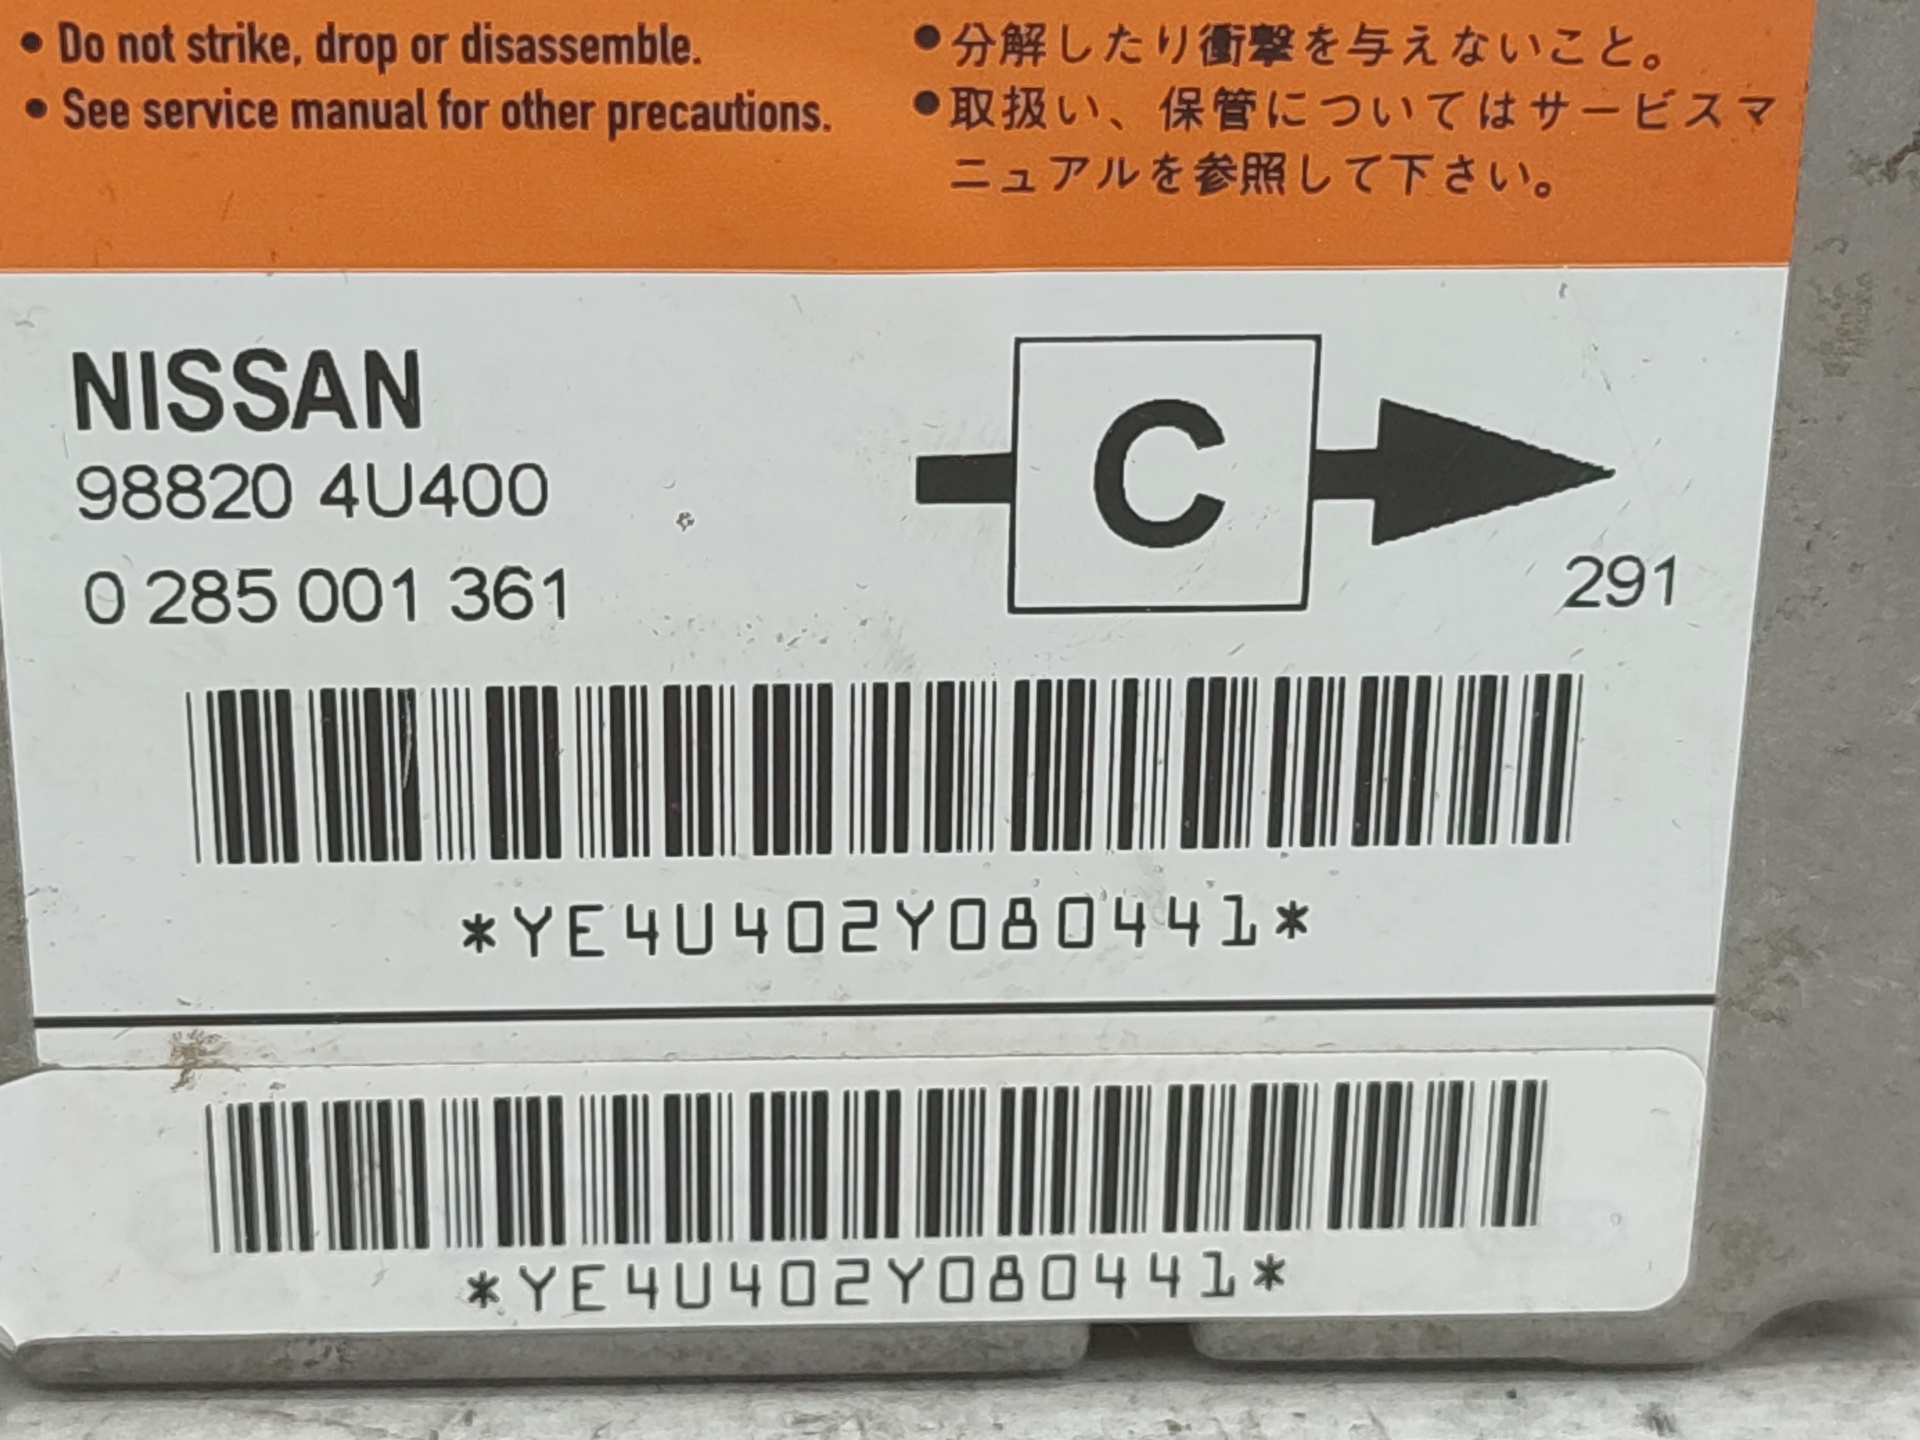 • Do not strike, drop or disassemble.
• See service manual for other precautions.
●分解したり衝撃を与えないこと。
●取扱い、保管についてはサービスマ
ニュアルを参照して下さい。
NISSAN
98820 4U400
0 285 001 361
C
291
*YE4U402Y080441*
*YE4U402Y080441*